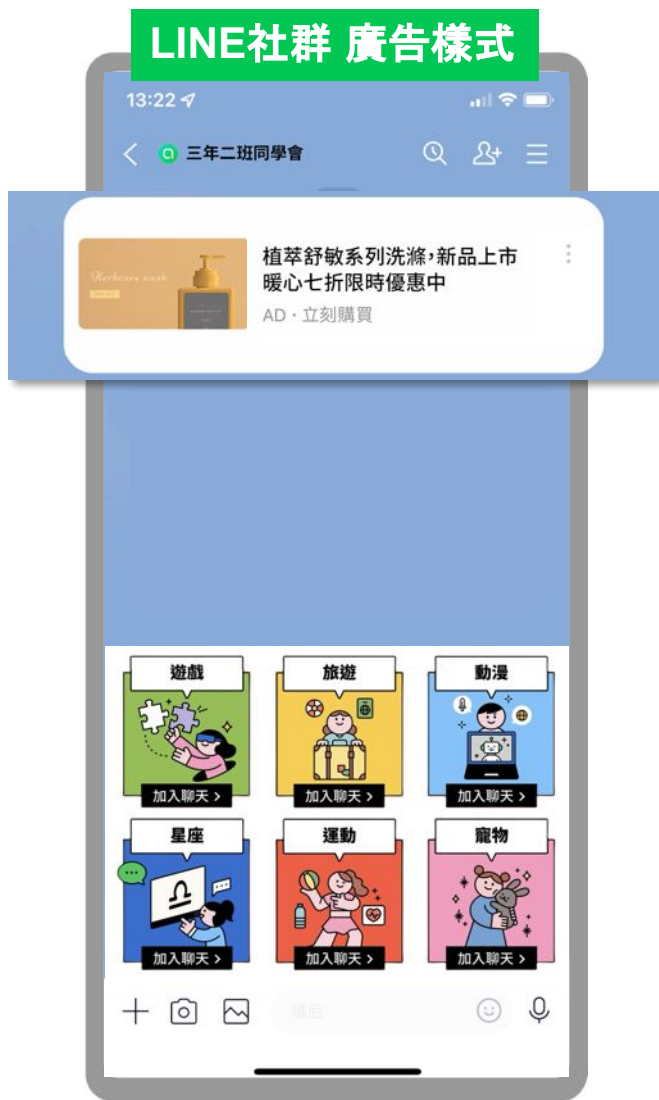 LINE社群 廣告樣式
13:22
三年二班同學會
Herbcare wash
植萃舒敏系列洗滌,新品上市
暖心七折限時優惠中
AD・立刻購買
遊戲
旅遊
動漫
加入聊天 >
加入聊天 >
加入聊天 >
星座
運動
寵物
加入聊天 >
加入聊天 >
加入聊天 >